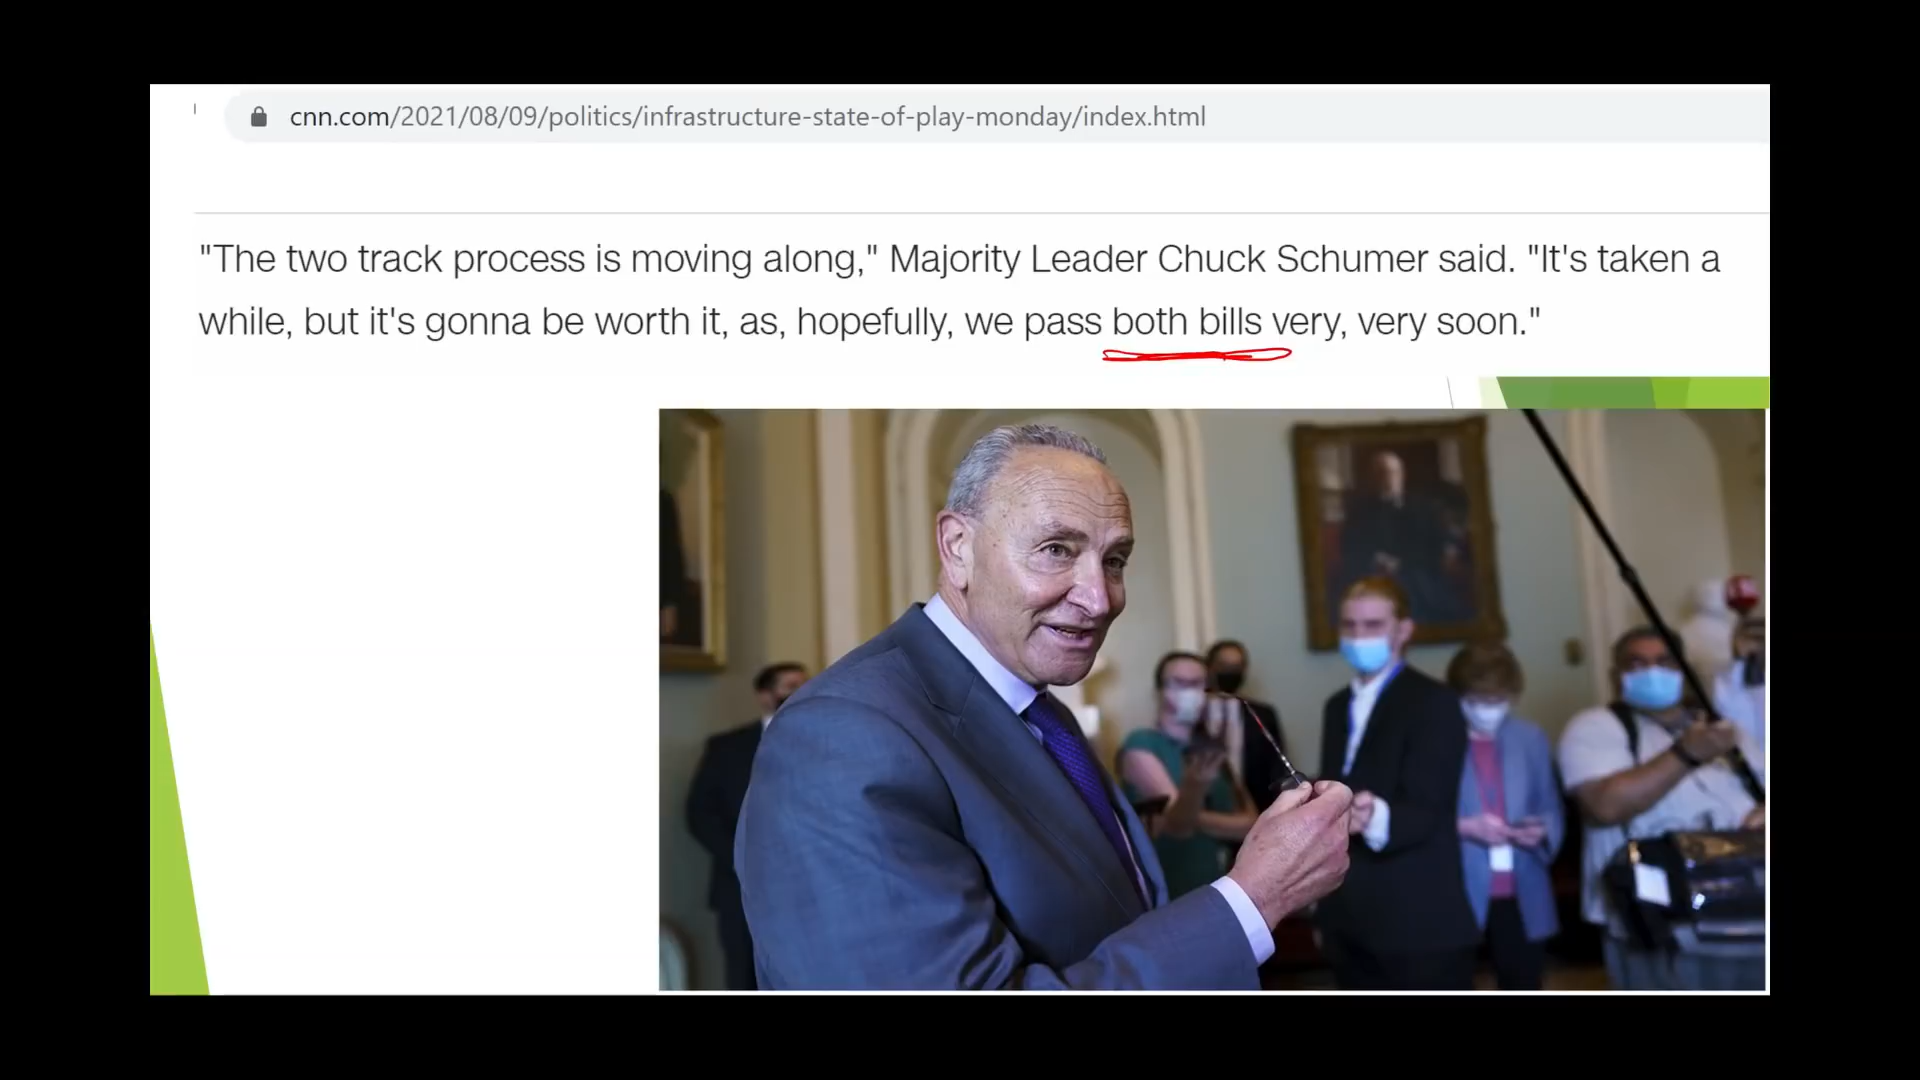 cnn.com/2021/08/09/politics/infrastructure-state-of-play-monday/index.html
"The two track process is moving along," Majority Leader Chuck Schumer said. "It's taken a
while, but it's gonna be worth it, as, hopefully, we pass both bills very, very soon."